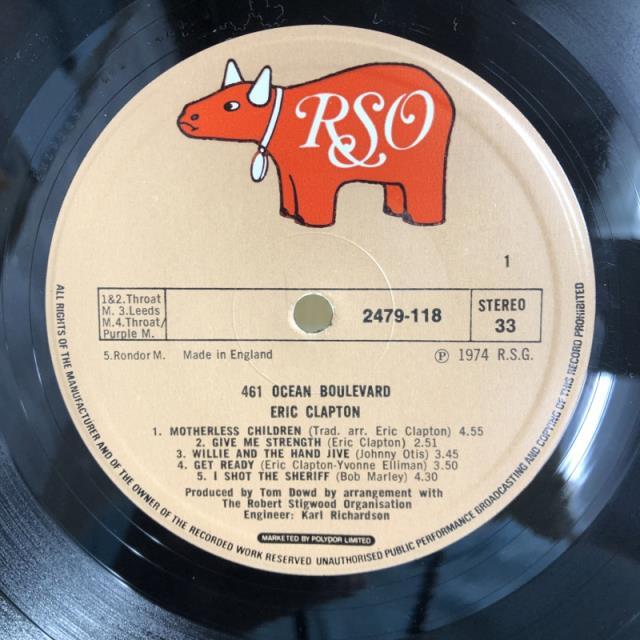 RSO
1
1&2.Throat
M. 3.Leeds
M.4.Throat/
Purple M.
2479-118
STEREO
33
5.Rondor M. Made in England
℗ 1974 R.S.G.
461 OCEAN BOULEVARD
ERIC CLAPTON
1. MOTHERLESS CHILDREN (Trad. arr. Eric Clapton) 4.55
2. GIVE ME STRENGTH (Eric Clapton) 2.51
3. WILLIE AND THE HAND JIVE (Johnny Otis) 3.45
4. GET READY (Eric Clapton-Yvonne Elliman) 3.50
5. I SHOT THE SHERIFF (Bob Marley) 4.30
Produced by Tom Dowd by arrangement with
The Robert Stigwood Organisation
Engineer: Karl Richardson
MARKETED BY POLYDOR LIMITED
ALL RIGHTS OF THE MANUFACTURER AND OF THE OWNER OF THE RECORDED WORK RESERVED UNAUTHORISED PUBLIC PERFORMANCE BROADCASTING AND COPYING OF THIS RECORD PROHIBITED